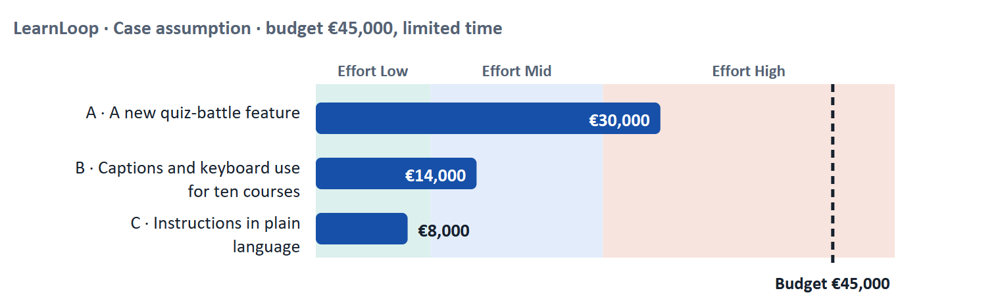 LearnLoop · Case assumption · budget €45,000, limited time
Effort Low
Effort Mid
Effort High
A · A new quiz-battle feature
€30,000
B · Captions and keyboard use
for ten courses
€14,000
C · Instructions in plain
language
€8,000
Budget €45,000